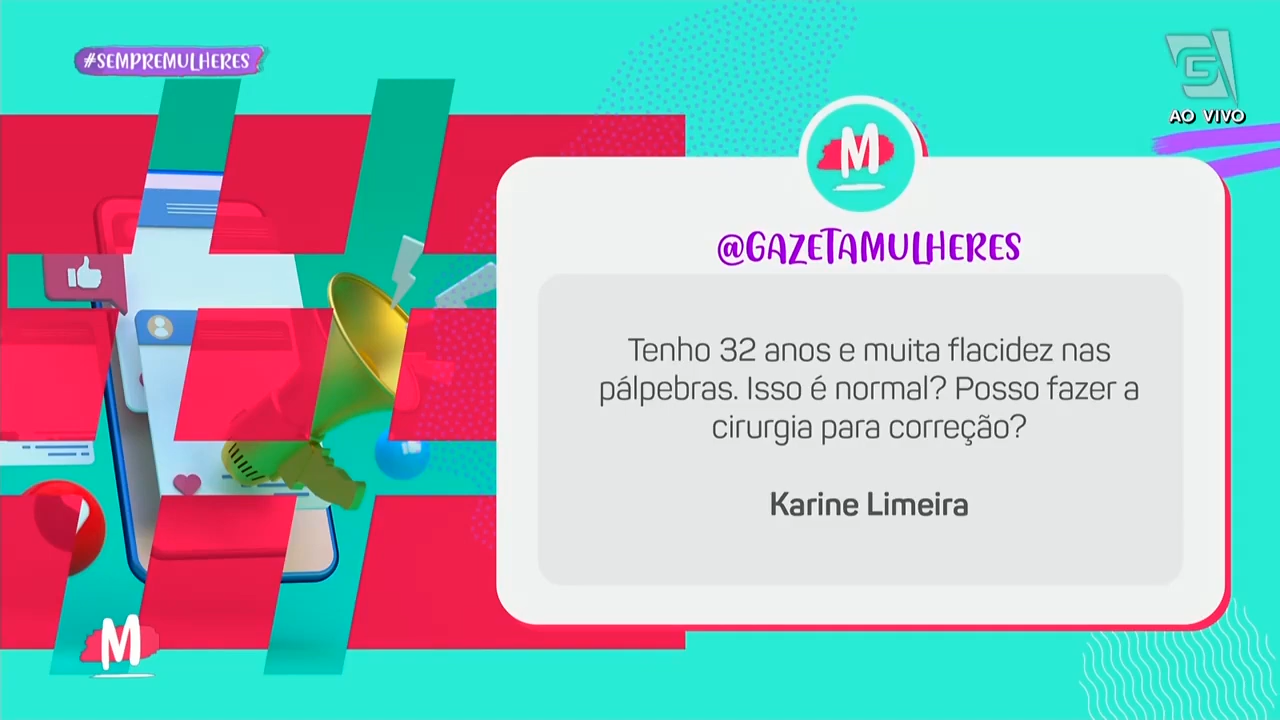 #SEMPREMULHERES
G
AO VIVO
M
@GAZETAMULHERES
Tenho 32 anos e muita flacidez nas
pálpebras. Isso é normal? Posso fazer a
cirurgia para correção?
Karine Limeira
M